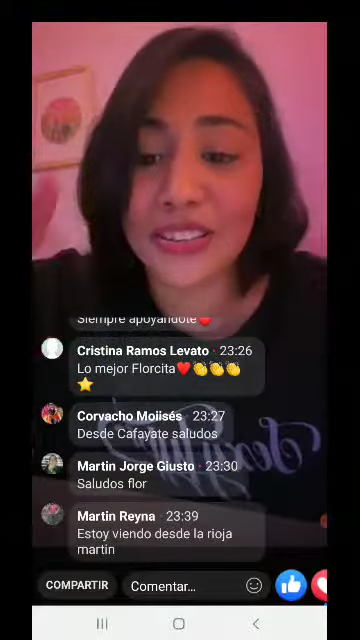 Siempre apoyandote❤️
Cristina Ramos Levato · 23:26
Lo mejor Florcita❤️👏👏👏
⭐
Corvacho Moiisés · 23:27
Desde Cafayate saludos
Martin Jorge Giusto · 23:30
Saludos flor
Martin Reyna · 23:39
Estoy viendo desde la rioja
martin
COMPARTIR
Comentar...